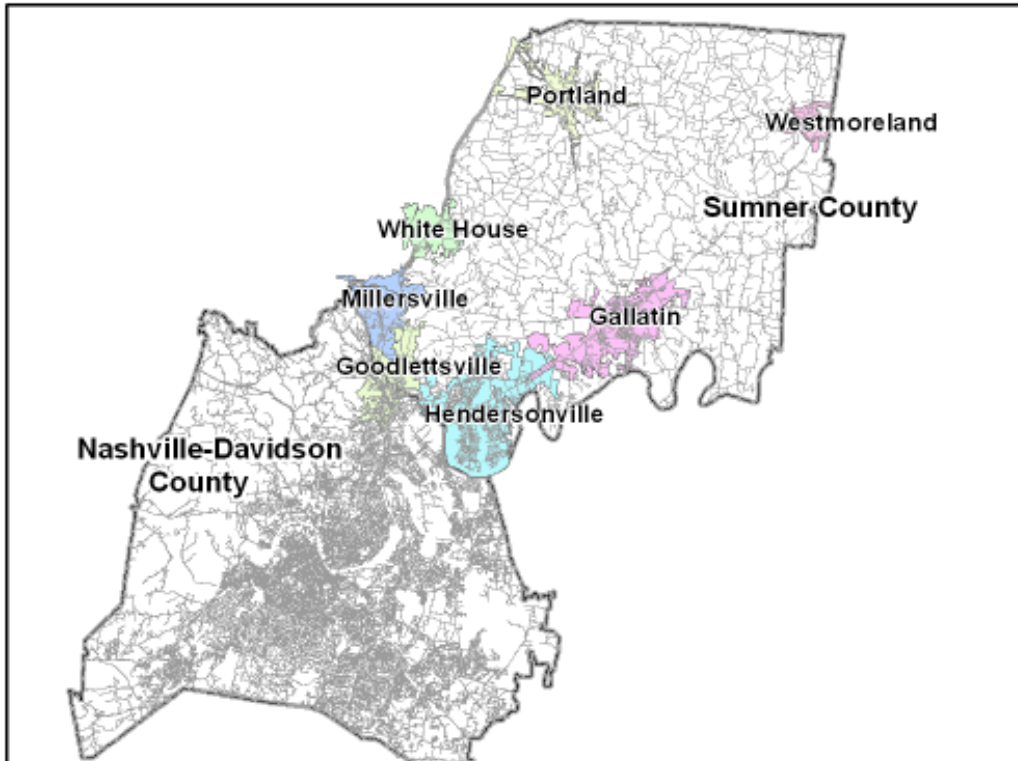 Portland
Westmoreland
Sumner County
White House
Millersville
Gallatin
Goodlettsville
Hendersonville
Nashville-Davidson
County